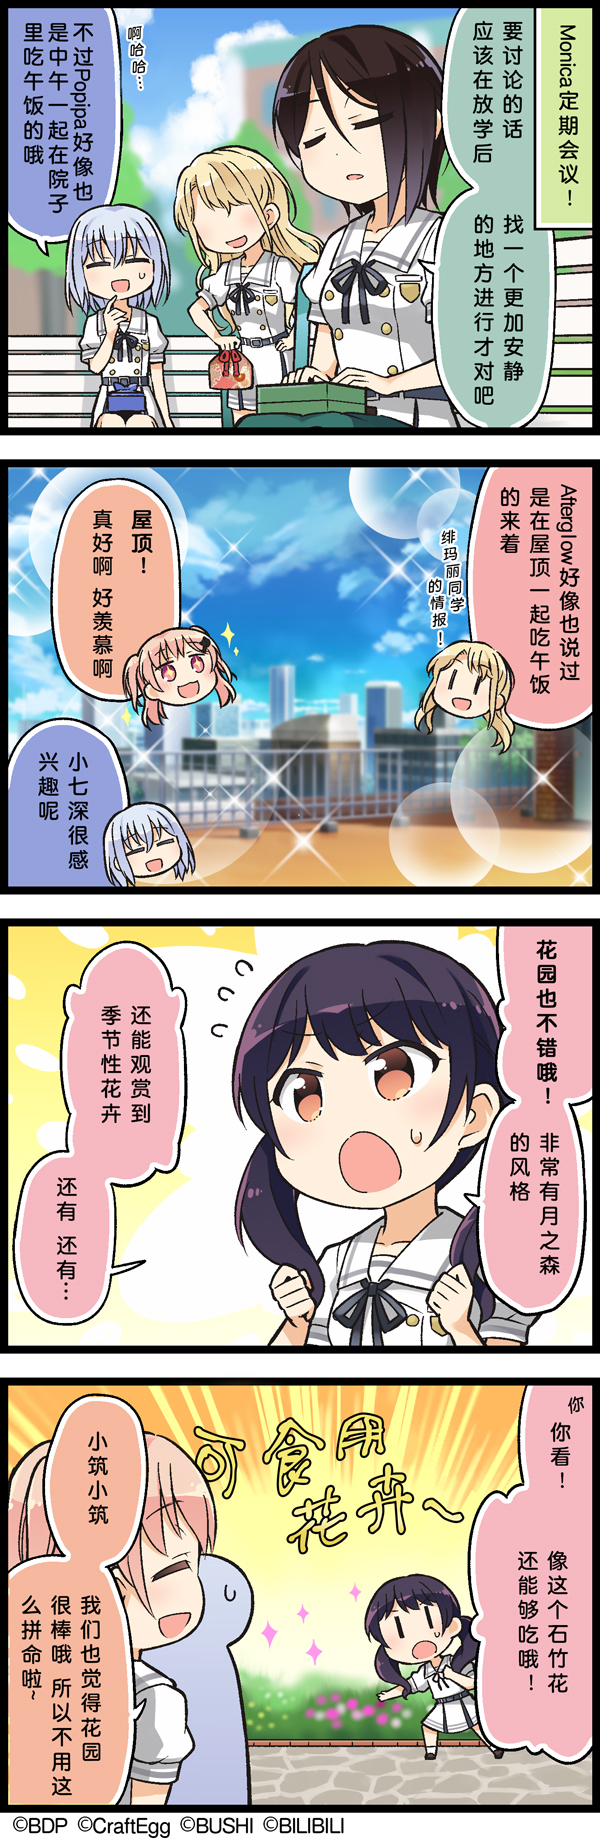 Monica定期会议！
要讨论的话
应该在放学后
找一个更加安静
的地方进行才对吧
啊哈哈…
不过Popipa好像也
是中午一起在院子
里吃午饭的哦
Afterglow好像也说过
是在屋顶一起吃午饭
的来着
绯玛丽同学
的情报！
屋顶！
真好啊 好羡慕啊
小七深很感
兴趣呢
花园也不错哦！
非常有月之森
的风格
还能观赏到
季节性花卉
还有 还有…
你
你看！
像这个石竹花
还能够吃哦！
可食用
花卉～
小筑小筑
我们也觉得花园
很棒哦 所以不用这
么拼命啦~
©BDP ©CraftEgg ©BUSHI ©BILIBILI